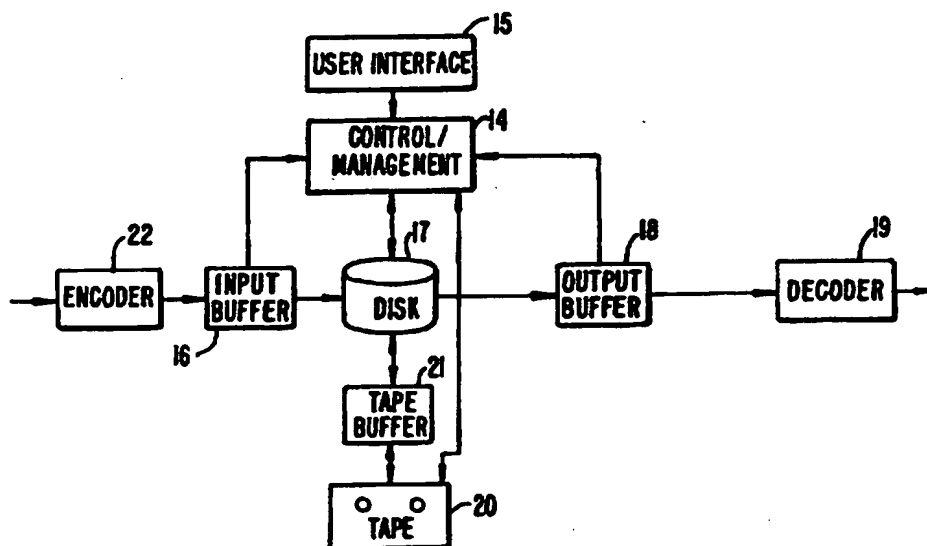 15
USER INTERFACE
14
CONTROL/
MANAGEMENT
22
ENCODER
INPUT
BUFFER
16
17
DISK
18
OUTPUT
BUFFER
19
DECODER
21
TAPE
BUFFER
TAPE
20